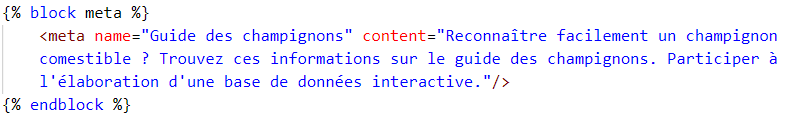 {% block meta %}
<meta name="Guide des champignons" content="Reconnaître facilement un champignon
comestible ? Trouvez ces informations sur le guide des champignons. Participer à
l'élaboration d'une base de données interactive."/>
{% endblock %}